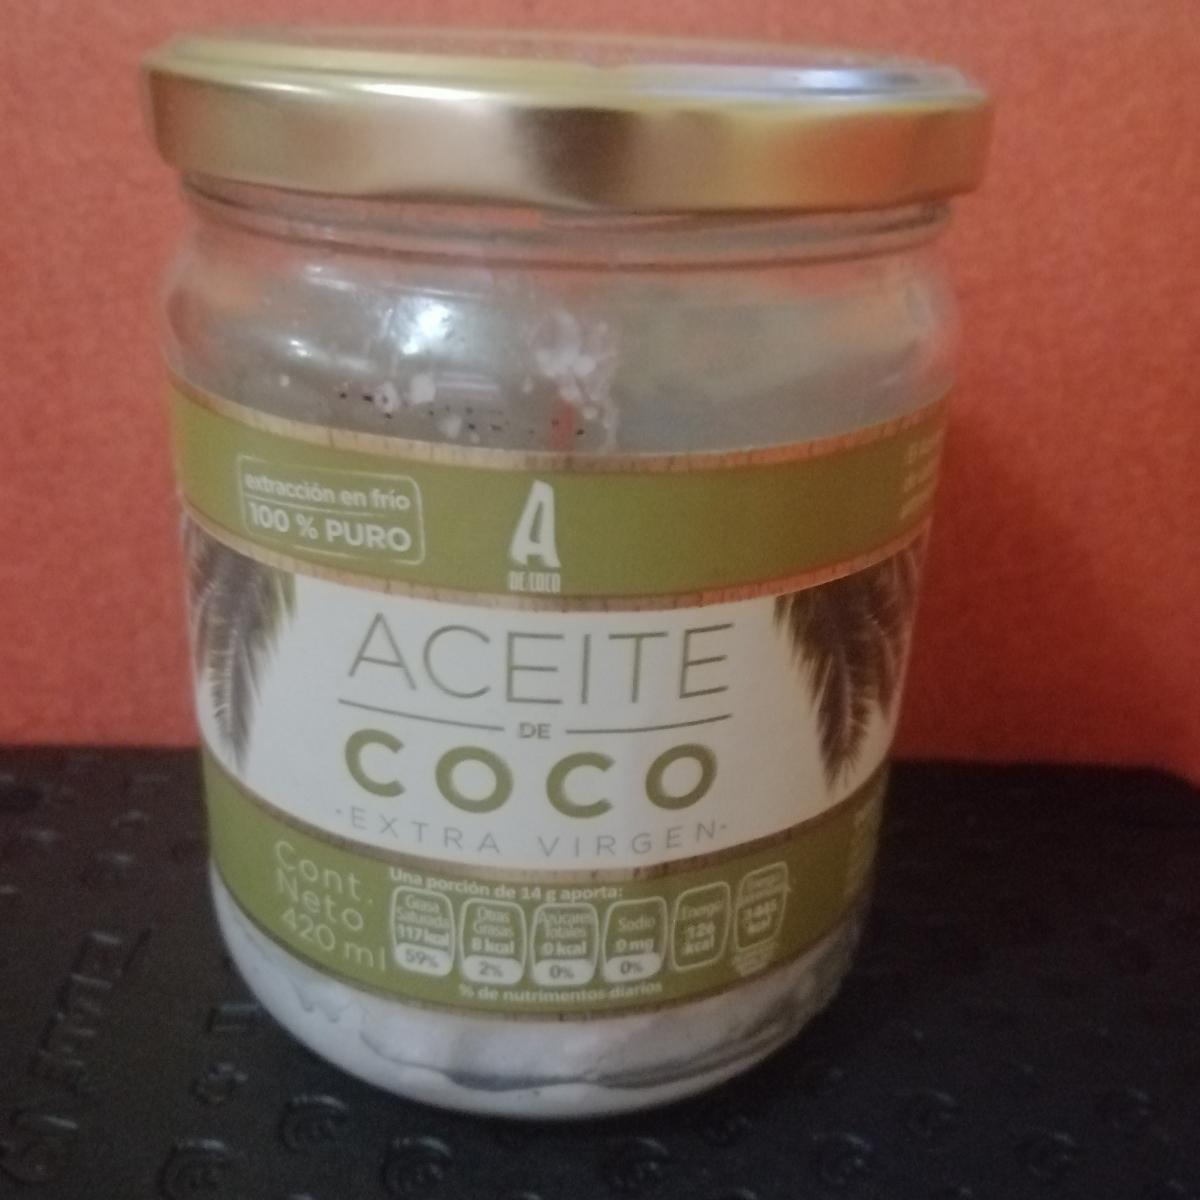 extracción en frío
100 % PURO
A
DE COCO
ACEITE
DE
COCO
-EXTRA VIRGEN-
Cont.
Neto
420 ml
Una porción de 14 g aporta:
Grasa
Saturada
117 kcal
59%
Otras
Grasas
8 kcal
2%
Azúcares
Totales
0 kcal
0%
Sodio
0 mg
0%
Energía
126
kcal
Energía
kcal
% de nutrimentos diarios